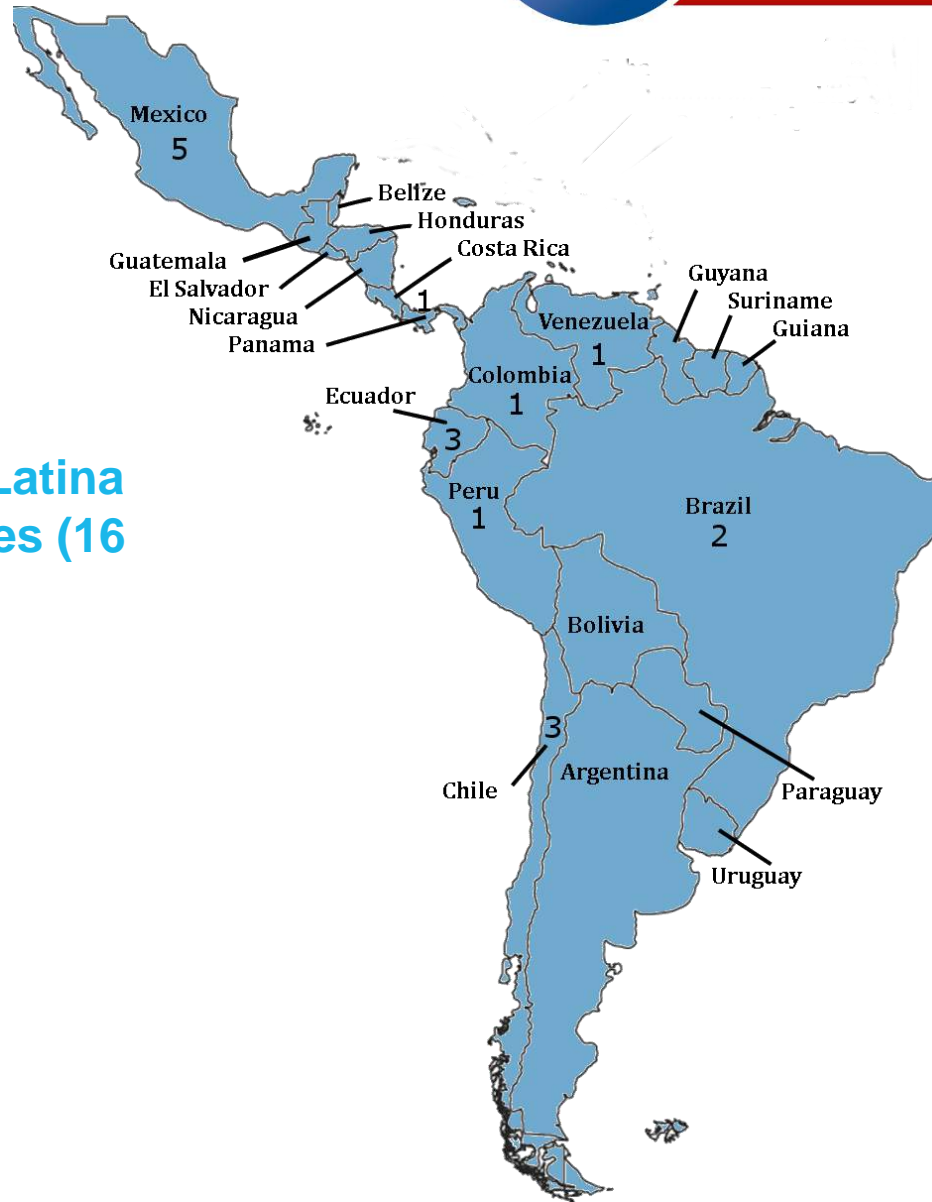 Mexico
5
Belize
Honduras
Costa Rica
Guatemala
El Salvador
Nicaragua
Panama
1
Guyana
Suriname
Guiana
Venezuela
1
Colombia
1
Ecuador
3
Latina
es (16
Peru
1
Brazil
2
Bolivia
3
Chile
Argentina
Paraguay
Uruguay